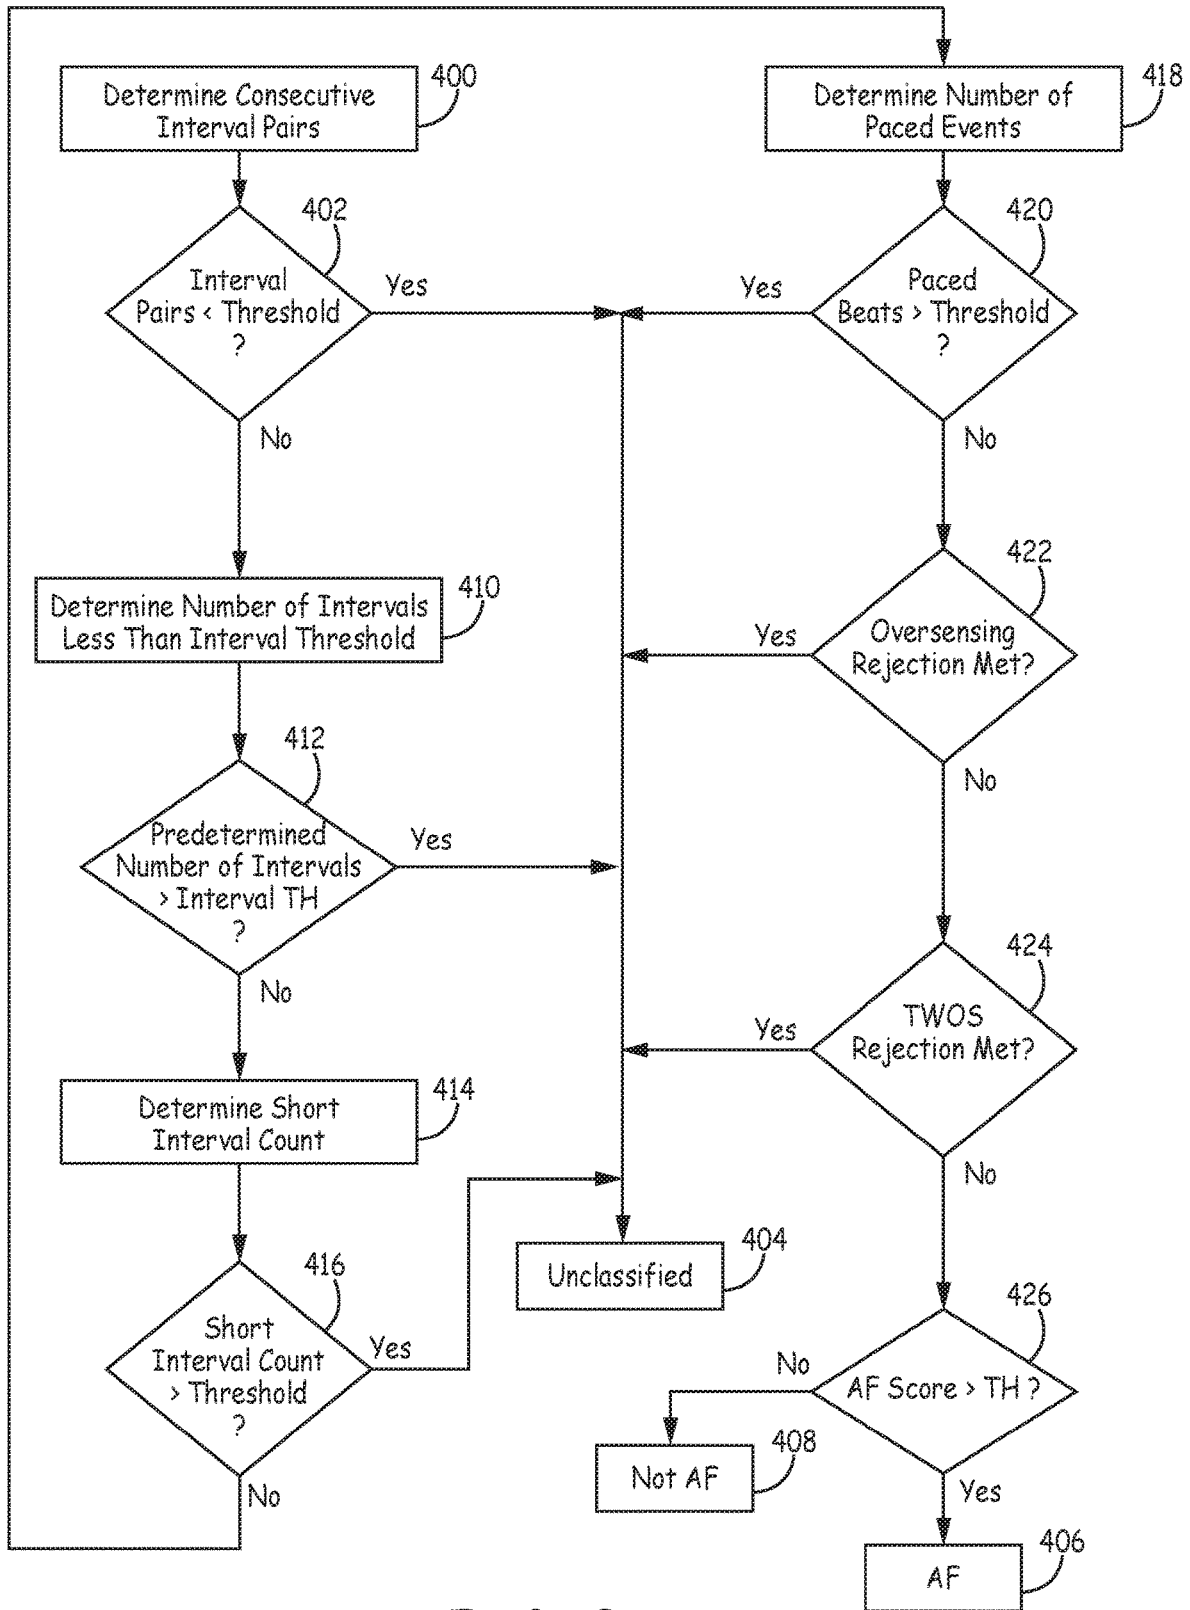 Determine Consecutive
Interval Pairs
400
402
Interval
Pairs < Threshold
?
Yes
No
Determine Number of Intervals
Less Than Interval Threshold
410
412
Predetermined
Number of Intervals
> Interval TH
?
Yes
No
Determine Short
Interval Count
414
416
Short
Interval Count
> Threshold
?
Yes
No
Unclassified
404
Determine Number of
Paced Events
418
420
Paced
Beats > Threshold
?
Yes
No
422
Oversensing
Rejection Met?
Yes
No
424
TWOS
Rejection Met?
Yes
No
426
AF Score > TH ?
No
Yes
Not AF
408
AF
406